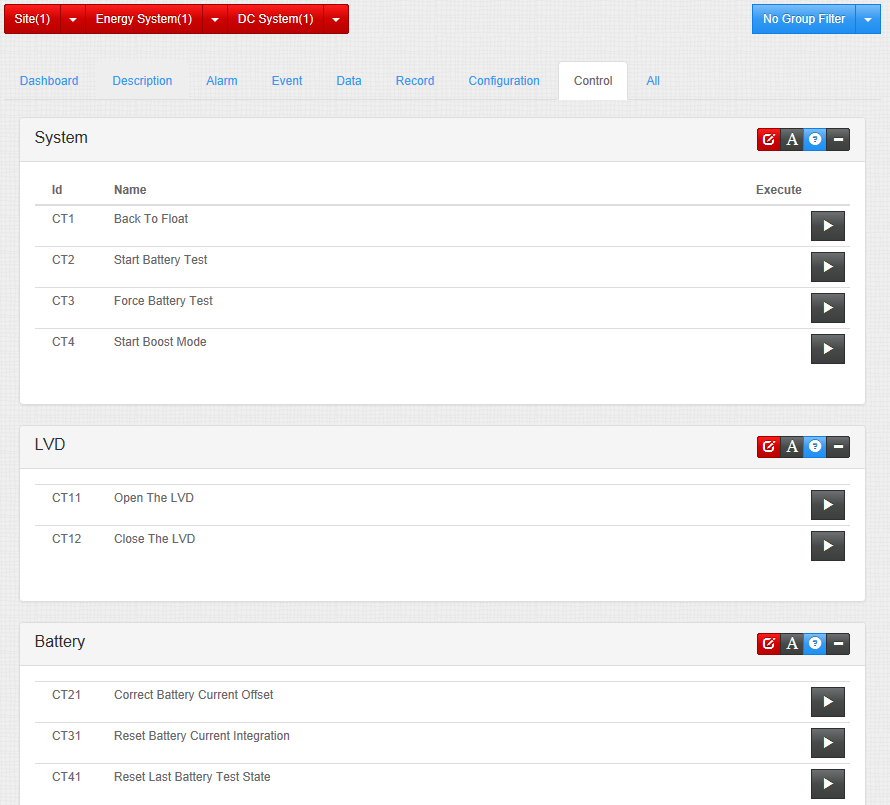 Site(1) Energy System(1) DC System(1) No Group Filter
Dashboard Description Alarm Event Data Record Configuration Control All
System A ?
Id Name Execute
CT1 Back To Float
CT2 Start Battery Test
CT3 Force Battery Test
CT4 Start Boost Mode
LVD A ?
CT11 Open The LVD
CT12 Close The LVD
Battery A ?
CT21 Correct Battery Current Offset
CT31 Reset Battery Current Integration
CT41 Reset Last Battery Test State